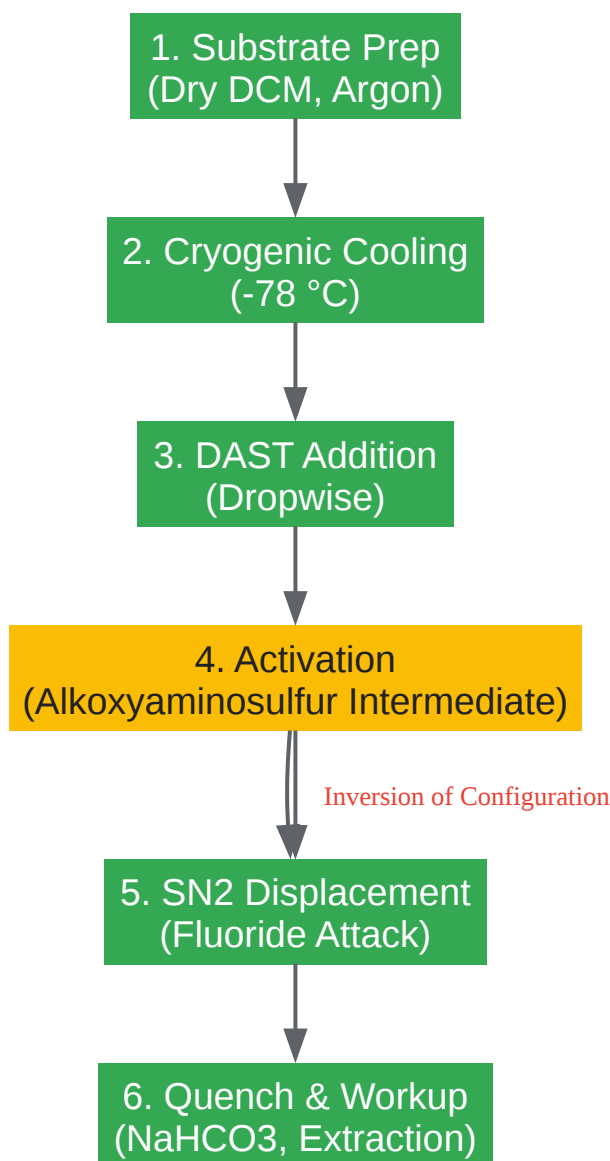 1. Substrate Prep
(Dry DCM, Argon)
2. Cryogenic Cooling
(-78 °C)
3. DAST Addition
(Dropwise)
4. Activation
(Alkoxyaminosulfur Intermediate)
Inversion of Configuration
5. SN2 Displacement
(Fluoride Attack)
6. Quench & Workup
(NaHCO3, Extraction)